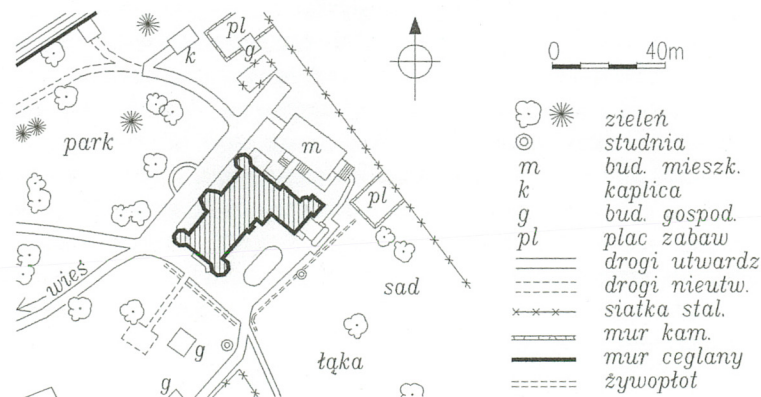 pl
k
g
park
m
pl
wieś
sad
g
łąka
g
0 40m
zieleń
studnia
m bud. mieszk.
k kaplica
g bud. gospod.
pl plac zabaw
drogi utwardz
drogi nieutw.
siatka stal.
mur kam.
mur ceglany
żywopłot